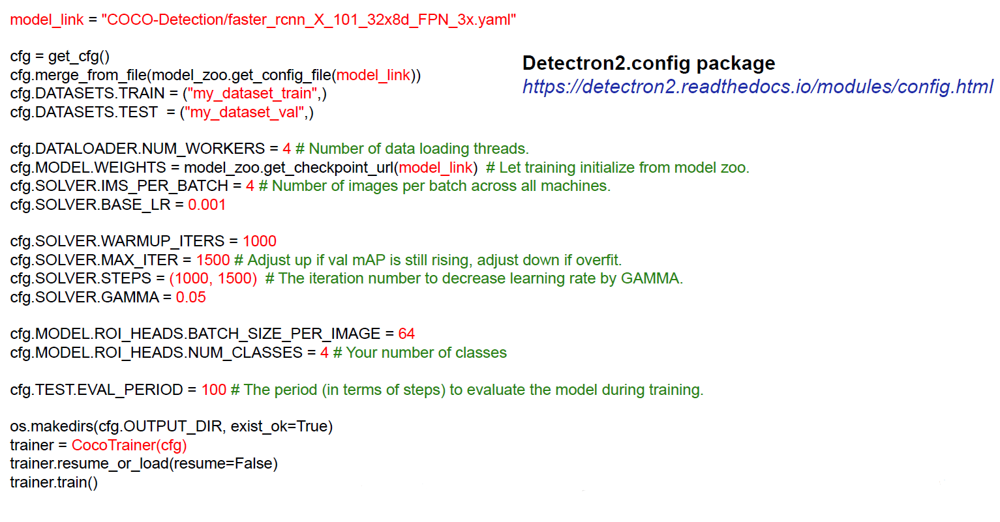 model_link = "COCO-Detection/faster_rcnn_X_101_32x8d_FPN_3x.yaml"
cfg = get_cfg()
cfg.merge_from_file(model_zoo.get_config_file(model_link))
cfg.DATASETS.TRAIN = ("my_dataset_train",)
cfg.DATASETS.TEST  = ("my_dataset_val",)
Detectron2.config package
https://detectron2.readthedocs.io/modules/config.html
cfg.DATALOADER.NUM_WORKERS = 4 # Number of data loading threads.
cfg.MODEL.WEIGHTS = model_zoo.get_checkpoint_url(model_link)  # Let training initialize from model zoo.
cfg.SOLVER.IMS_PER_BATCH = 4 # Number of images per batch across all machines.
cfg.SOLVER.BASE_LR = 0.001
cfg.SOLVER.WARMUP_ITERS = 1000
cfg.SOLVER.MAX_ITER = 1500 # Adjust up if val mAP is still rising, adjust down if overfit.
cfg.SOLVER.STEPS = (1000, 1500)  # The iteration number to decrease learning rate by GAMMA.
cfg.SOLVER.GAMMA = 0.05
cfg.MODEL.ROI_HEADS.BATCH_SIZE_PER_IMAGE = 64
cfg.MODEL.ROI_HEADS.NUM_CLASSES = 4 # Your number of classes
cfg.TEST.EVAL_PERIOD = 100 # The period (in terms of steps) to evaluate the model during training.
os.makedirs(cfg.OUTPUT_DIR, exist_ok=True)
trainer = CocoTrainer(cfg)
trainer.resume_or_load(resume=False)
trainer.train()